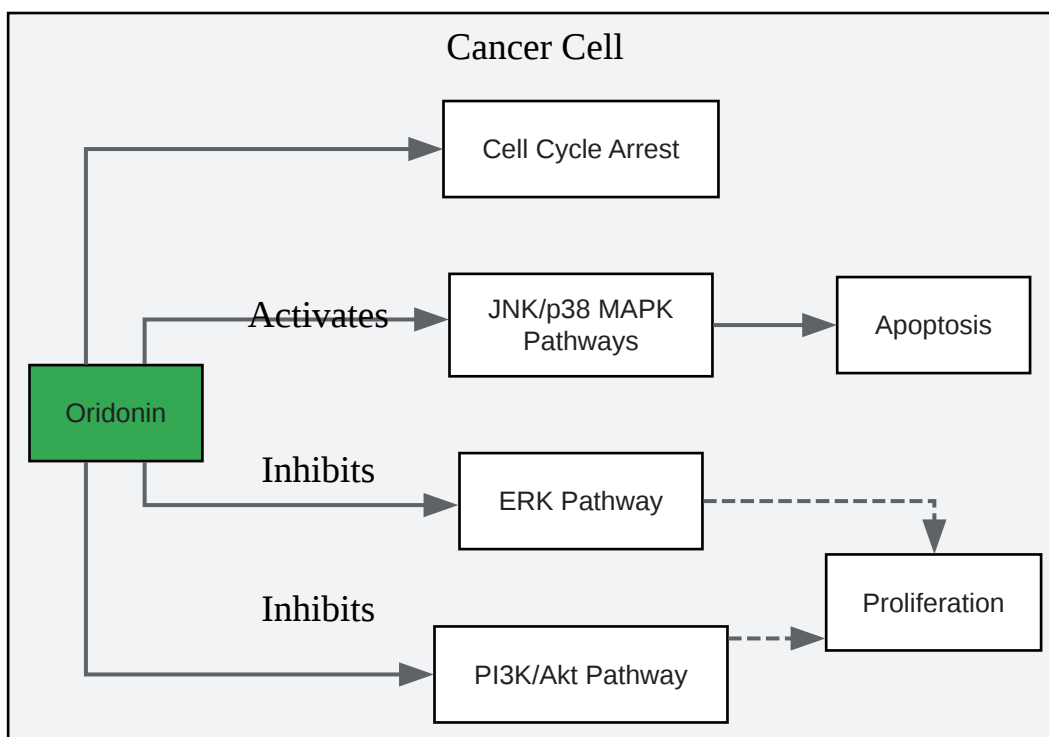 Cancer Cell
Cell Cycle Arrest
Activates
JNK/p38 MAPK
Pathways
Apoptosis
Oridonin
Inhibits
ERK Pathway
Proliferation
Inhibits
PI3K/Akt Pathway